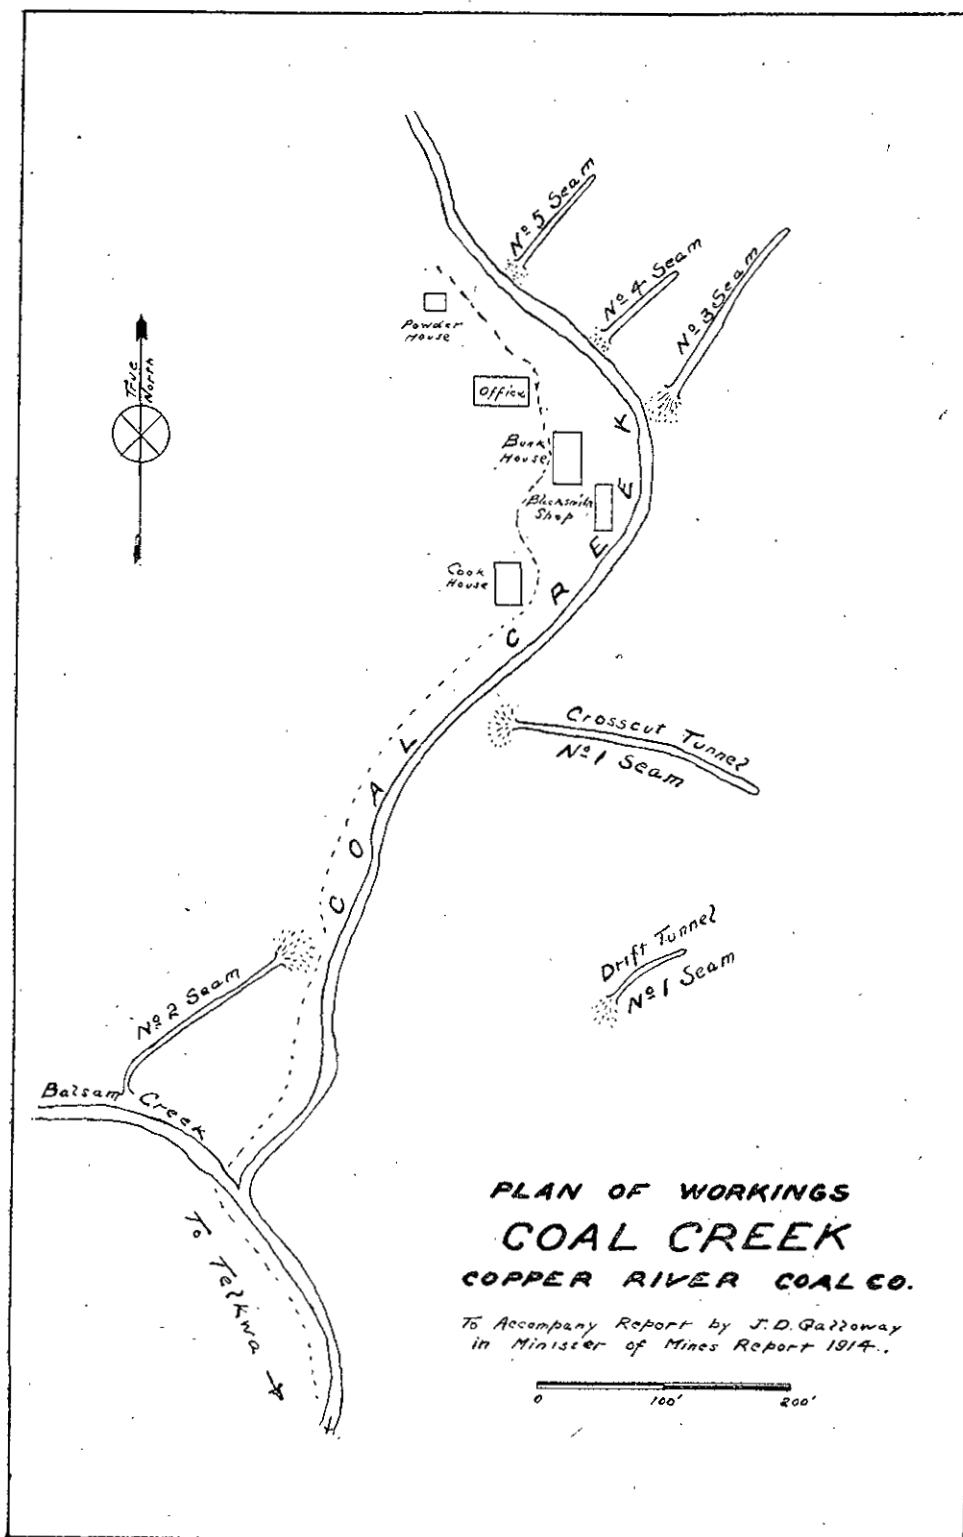 Nº 5 Seam
Nº 4 Seam
Nº 3 Seam
Powder
House
True
North
Office
Bunk
House
Blacksmith
Shop
Cook
House
COAL CREEK
Crosscut Tunnel
Nº 1 Seam
Drift Tunnel
Nº 1 Seam
Nº 2 Seam
Balsam Creek
To Telkwa
PLAN OF WORKINGS
COAL CREEK
COPPER RIVER COAL CO.
To Accompany Report by J.D. Galloway
in Minister of Mines Report 1914.
0 100' 200'